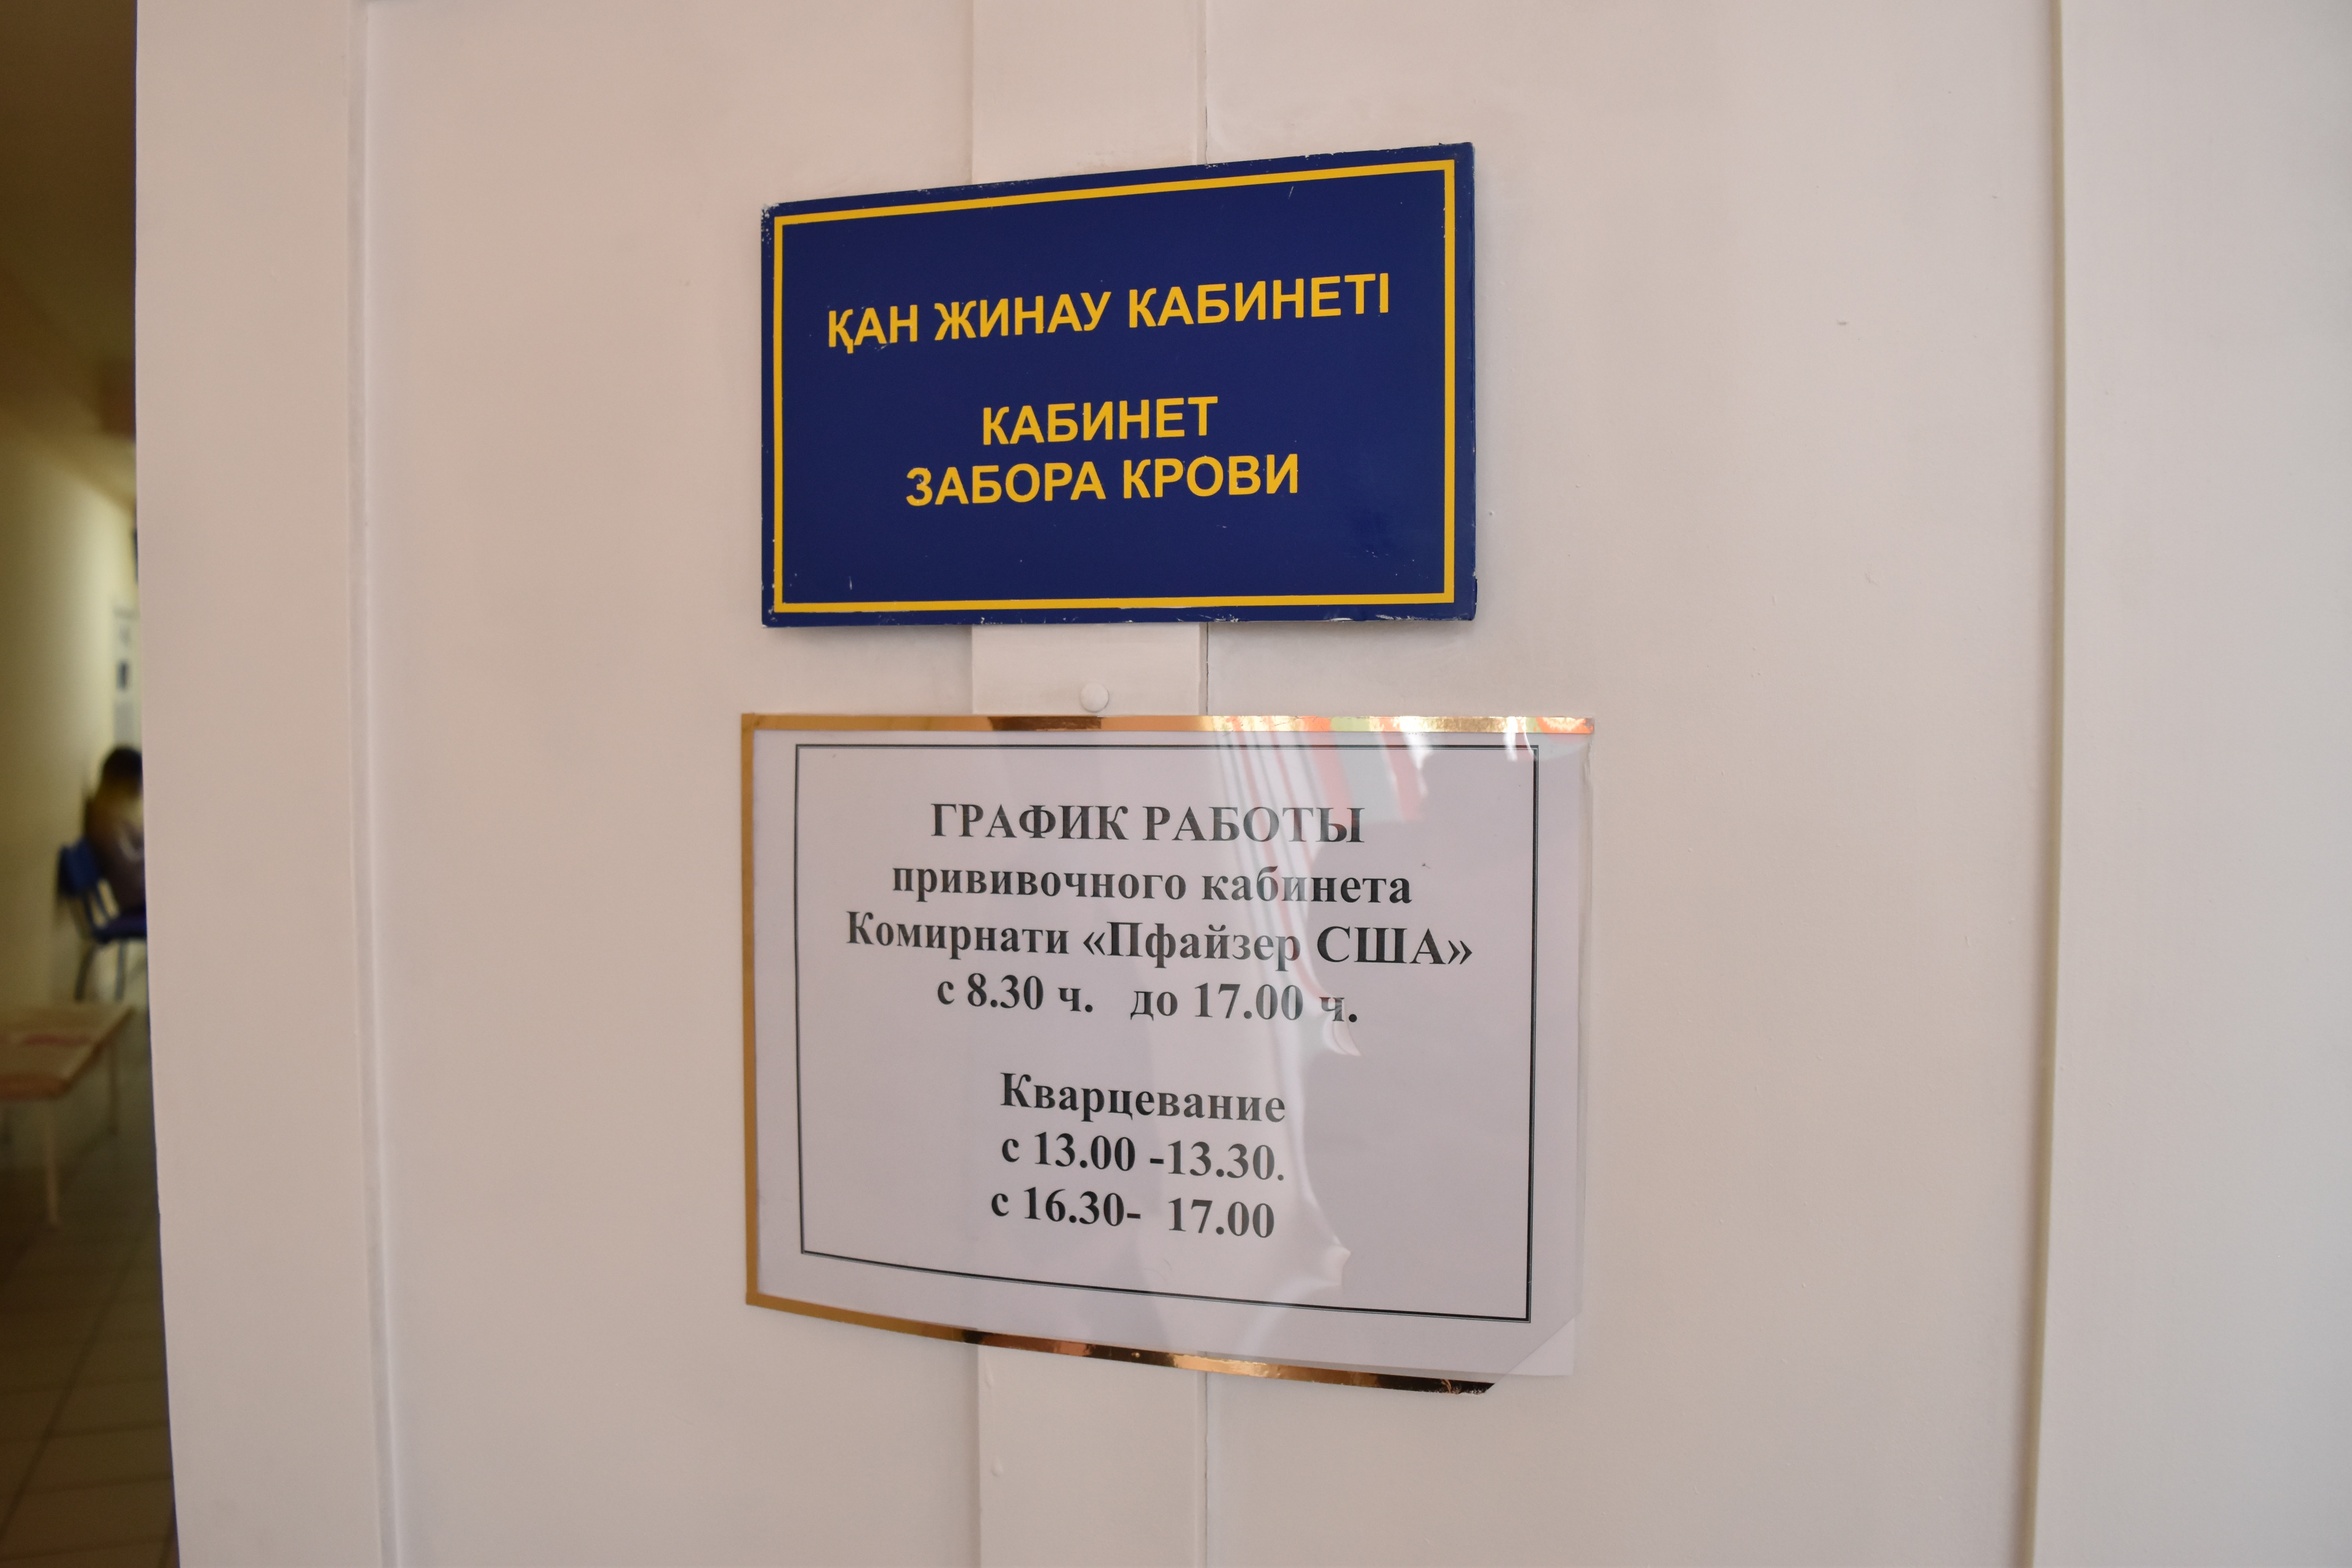 ҚАН ЖИНАУ КАБИНЕТІ
КАБИНЕТ
ЗАБОРА КРОВИ
ГРАФИК РАБОТЫ
прививочного кабинета
Комирнати «Пфайзер США»
с 8.30 ч. до 17.00 ч.
Кварцевание
с 13.00 -13.30.
с 16.30- 17.00